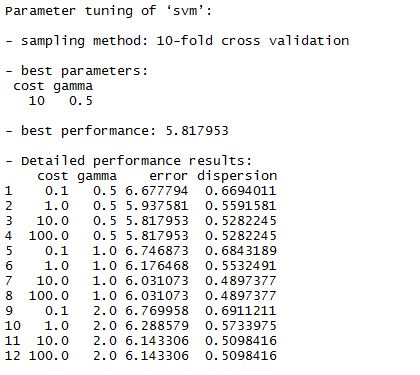 Parameter tuning of ‘svm’:
- sampling method: 10-fold cross validation
- best parameters:
cost gamma
10 0.5
- best performance: 5.817953
- Detailed performance results:
cost gamma error dispersion
1 0.1 0.5 6.677794 0.6694011
2 1.0 0.5 5.937581 0.5591581
3 10.0 0.5 5.817953 0.5282245
4 100.0 0.5 5.817953 0.5282245
5 0.1 1.0 6.746873 0.6843189
6 1.0 1.0 6.176468 0.5532491
7 10.0 1.0 6.031073 0.4897377
8 100.0 1.0 6.031073 0.4897377
9 0.1 2.0 6.769958 0.6911211
10 1.0 2.0 6.288579 0.5733975
11 10.0 2.0 6.143306 0.5098416
12 100.0 2.0 6.143306 0.5098416